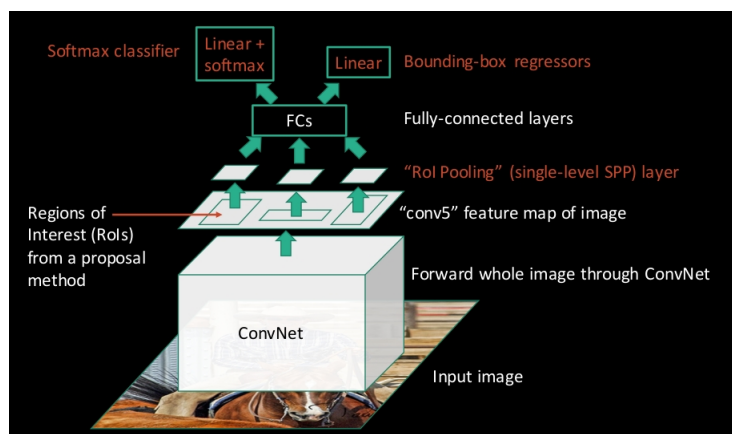 Softmax classifier
Linear +
softmax
Linear
Bounding-box regressors
FCs
Fully-connected layers
“RoI Pooling” (single-level SPP) layer
Regions of
Interest (RoIs)
from a proposal
method
“conv5” feature map of image
Forward whole image through ConvNet
ConvNet
Input image